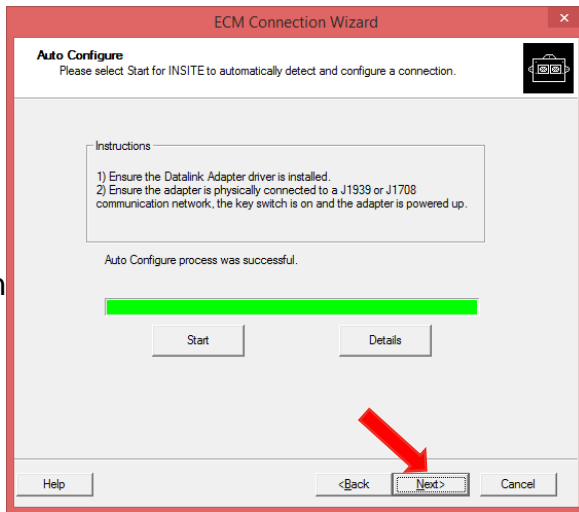 ECM Connection Wizard
×
Auto Configure
Please select Start for INSITE to automatically detect and configure a connection.
Instructions
1) Ensure the Datalink Adapter driver is installed.
2) Ensure the adapter is physically connected to a J1939 or J1708
communication network, the key switch is on and the adapter is powered up.
Auto Configure process was successful.
n
Start Details
Help <Back Next> Cancel